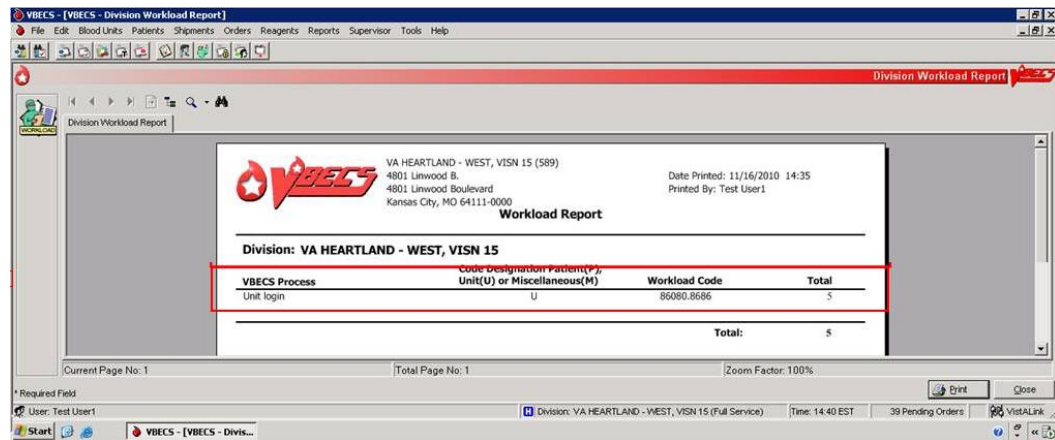 VBECS - [VBECS - Division Workload Report]
File Edit Blood Units Patients Shipments Orders Reagents Reports Supervisor Tools Help
Division Workload Report VBECS
WORKLOAD
Division Workload Report
VBECS
VA HEARTLAND - WEST, VISN 15 (589)
4801 Linwood B.
4801 Linwood Boulevard
Kansas City, MO 64111-0000
Date Printed: 11/16/2010 14:35
Printed By: Test User1
Workload Report
Division: VA HEARTLAND - WEST, VISN 15
VBECS Process Code Designation Patient(P), Unit(U) or Miscellaneous(M) Workload Code Total
Unit login U 86080.8686 5
Total: 5
Current Page No: 1 Total Page No: 1 Zoom Factor: 100%
* Required Field Print Close
User: Test User1 Division: VA HEARTLAND - WEST, VISN 15 (Full Service) Time: 14:40 EST 39 Pending Orders VistALink
Start VBECS - [VBECS - Divis...